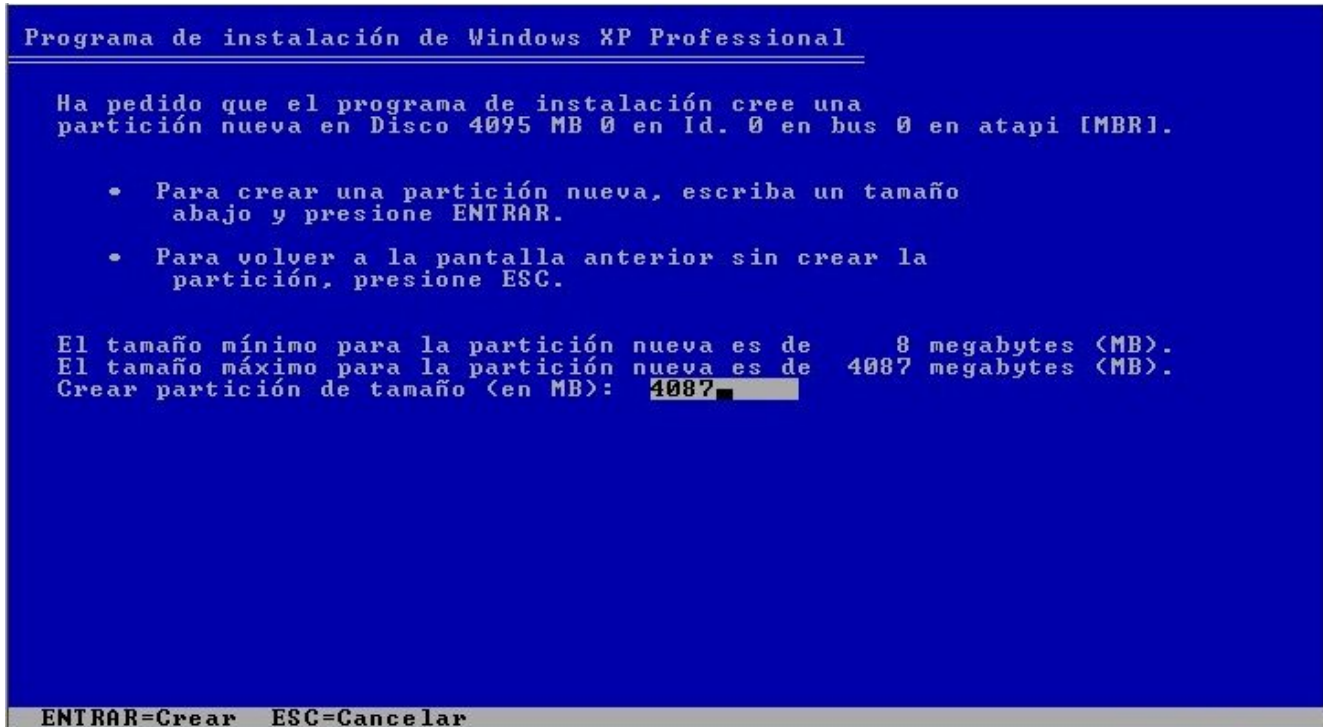 Programa de instalación de Windows XP Professional
Ha pedido que el programa de instalación cree una
partición nueva en Disco 4095 MB 0 en Id. 0 en bus 0 en atapi [MBR].
• Para crear una partición nueva, escriba un tamaño
abajo y presione ENTRAR.
• Para volver a la pantalla anterior sin crear la
partición, presione ESC.
El tamaño mínimo para la partición nueva es de 8 megabytes (MB).
El tamaño máximo para la partición nueva es de 4087 megabytes (MB).
Crear partición de tamaño (en MB): 4087
ENTRAR=Crear ESC=Cancelar